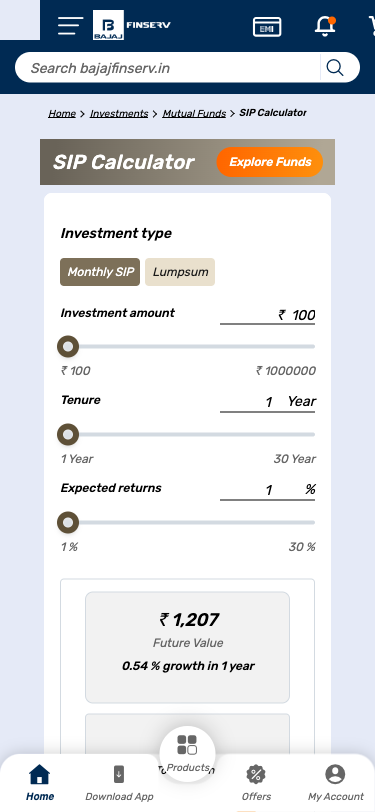 BAJAJ FINSERV
EMI
Search bajajfinserv.in
Home > Investments > Mutual Funds > SIP Calculator
SIP Calculator
Explore Funds
Investment type
Monthly SIP
Lumpsum
Investment amount
₹ 100
₹ 100
₹ 1000000
Tenure
1 Year
1 Year
30 Year
Expected returns
1 %
1 %
30 %
₹ 1,207
Future Value
0.54 % growth in 1 year
Products
Home
Download App
Offers
My Account